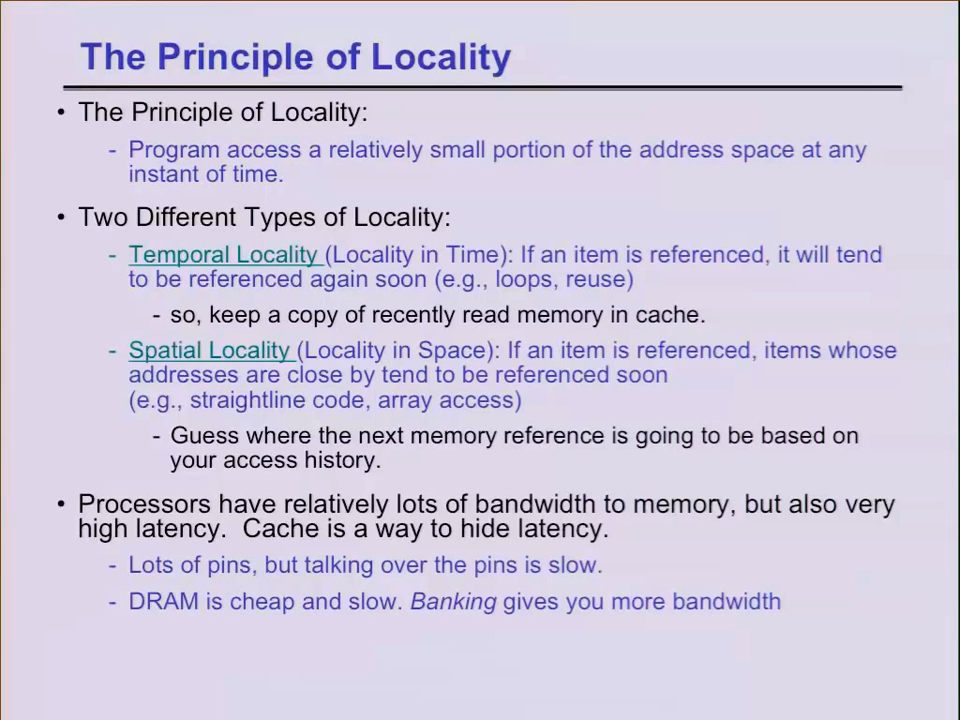 The Principle of Locality
• The Principle of Locality:
- Program access a relatively small portion of the address space at any
instant of time.
• Two Different Types of Locality:
- Temporal Locality (Locality in Time): If an item is referenced, it will tend
to be referenced again soon (e.g., loops, reuse)
- so, keep a copy of recently read memory in cache.
- Spatial Locality (Locality in Space): If an item is referenced, items whose
addresses are close by tend to be referenced soon
(e.g., straightline code, array access)
- Guess where the next memory reference is going to be based on
your access history.
• Processors have relatively lots of bandwidth to memory, but also very
high latency.  Cache is a way to hide latency.
- Lots of pins, but talking over the pins is slow.
- DRAM is cheap and slow. Banking gives you more bandwidth